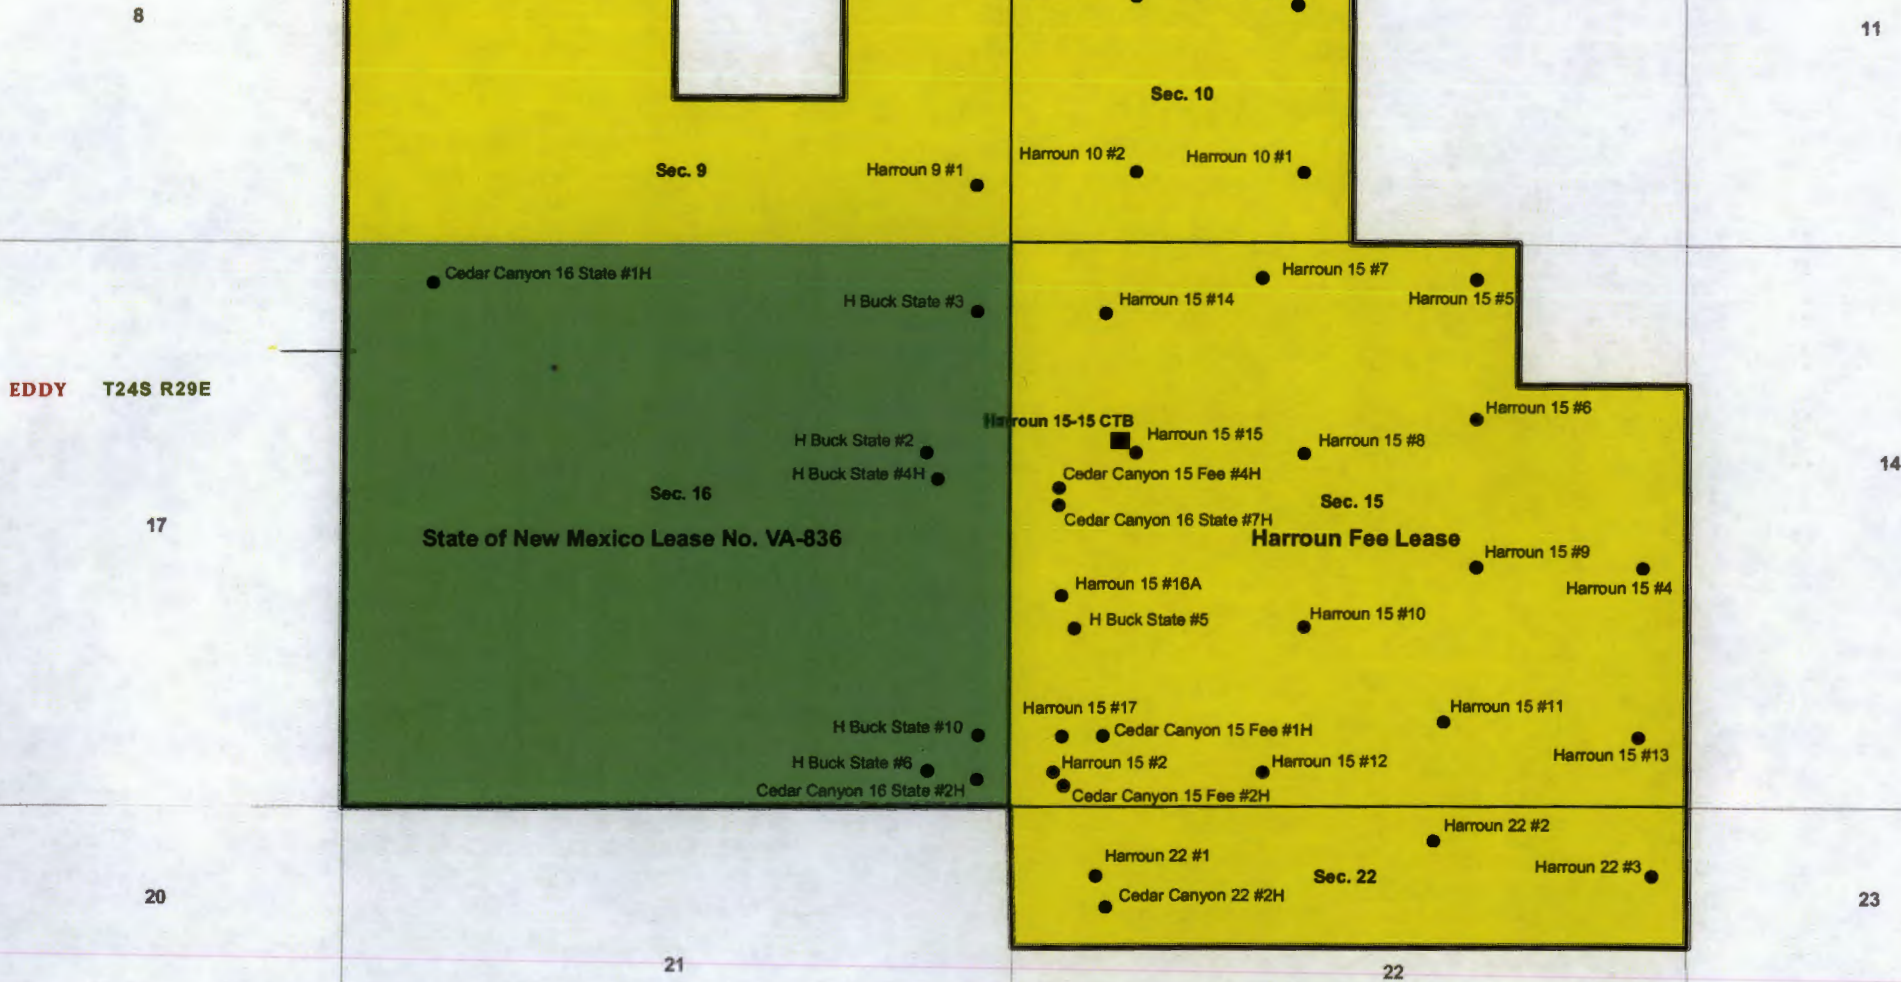 8
11
Sec. 10
Harroun 10 #2
Harroun 10 #1
Sec. 9
Harroun 9 #1
Cedar Canyon 16 State #1H
H Buck State #3
Harroun 15 #7
Harroun 15 #14
Harroun 15 #5
EDDY T24S R29E
Harroun 15 #6
Harroun 15-15 CTB
Harroun 15 #15
H Buck State #2
Harroun 15 #8
H Buck State #4H
Cedar Canyon 15 Fee #4H
14
Sec. 16
Sec. 15
Cedar Canyon 16 State #7H
17
State of New Mexico Lease No. VA-836
Harroun Fee Lease
Harroun 15 #9
Harroun 15 #16A
Harroun 15 #4
H Buck State #5
Harroun 15 #10
Harroun 15 #17
Harroun 15 #11
H Buck State #10
Cedar Canyon 15 Fee #1H
Harroun 15 #13
H Buck State #6
Harroun 15 #2
Harroun 15 #12
Cedar Canyon 16 State #2H
Cedar Canyon 15 Fee #2H
Harroun 22 #2
Harroun 22 #1
Harroun 22 #3
Sec. 22
20
Cedar Canyon 22 #2H
23
21
22